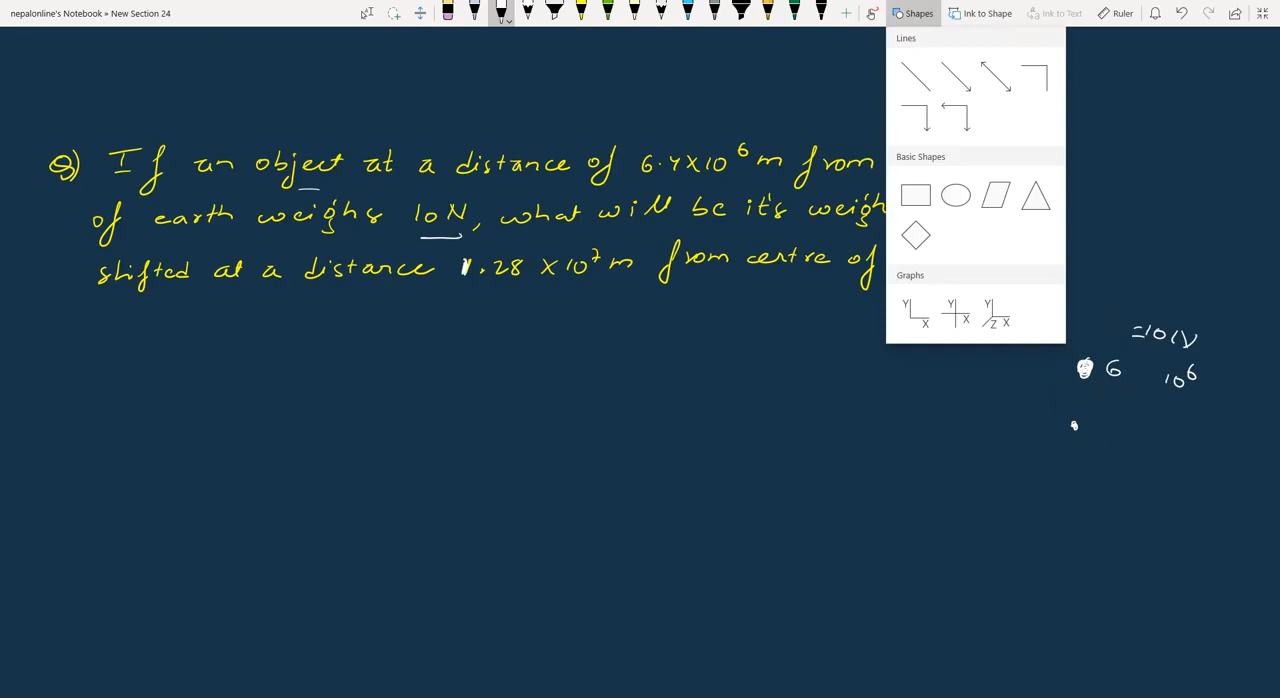 nepalonline's Notebook » New Section 24
Shapes
Ink to Shape
Ink to Text
Ruler
Lines
Basic Shapes
Graphs
Y X Y X Y Z X
Q) If an object at a distance of 6.4 × 10⁶ m from
of earth weighs 10 N, what will be it's weigh
shifted at a distance 1.28 × 10⁷ m from centre of
=10N
6 10⁶